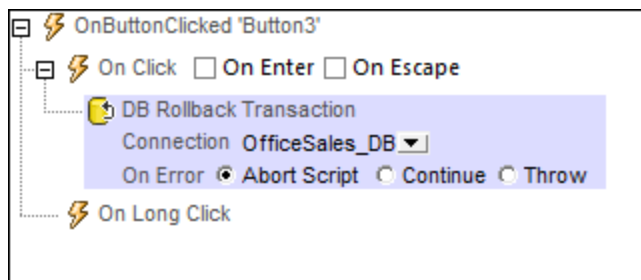 OnButtonClicked 'Button3'
On Click On Enter On Escape
DB Rollback Transaction
Connection OfficeSales_DB
On Error Abort Script Continue Throw
On Long Click